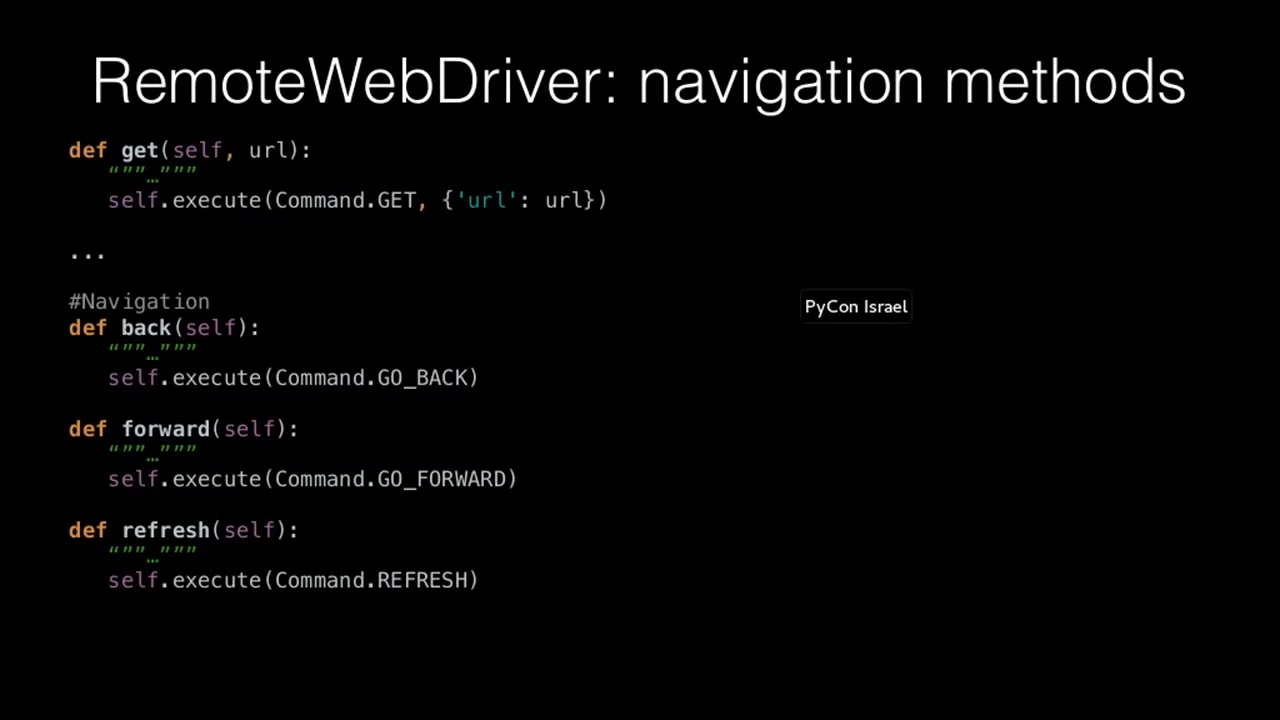 RemoteWebDriver: navigation methods
def get(self, url):
“””…”””
self.execute(Command.GET, {'url': url})
...
#Navigation
def back(self):
“””…”””
self.execute(Command.GO_BACK)
def forward(self):
“””…”””
self.execute(Command.GO_FORWARD)
def refresh(self):
“””…”””
self.execute(Command.REFRESH)
PyCon Israel